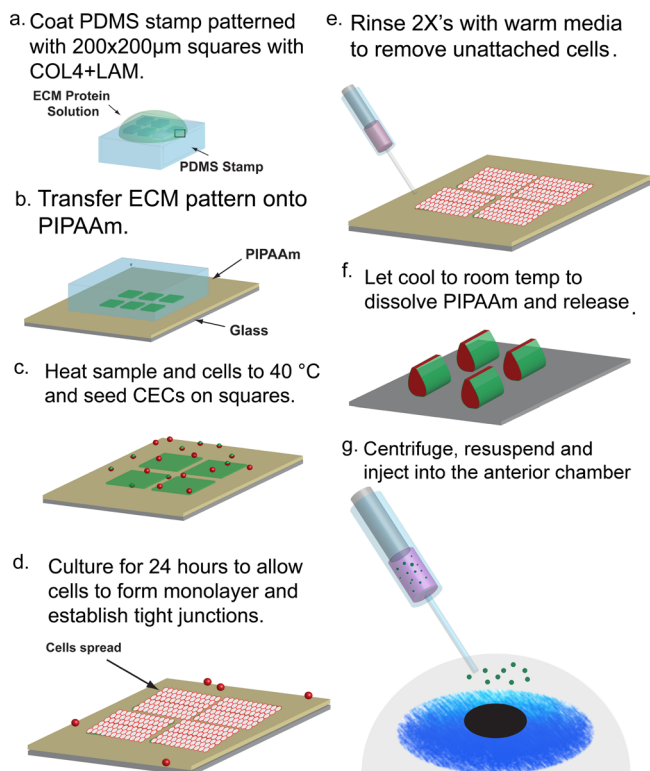 a. Coat PDMS stamp patterned
with 200x200µm squares with
COL4+LAM.
ECM Protein
Solution
PDMS Stamp
b. Transfer ECM pattern onto
PIPAAm.
PIPAAm
Glass
c. Heat sample and cells to 40 °C
and seed CECs on squares.
d. Culture for 24 hours to allow
cells to form monolayer and
establish tight junctions.
Cells spread
e. Rinse 2X's with warm media
to remove unattached cells.
f. Let cool to room temp to
dissolve PIPAAm and release.
g. Centrifuge, resuspend and
inject into the anterior chamber